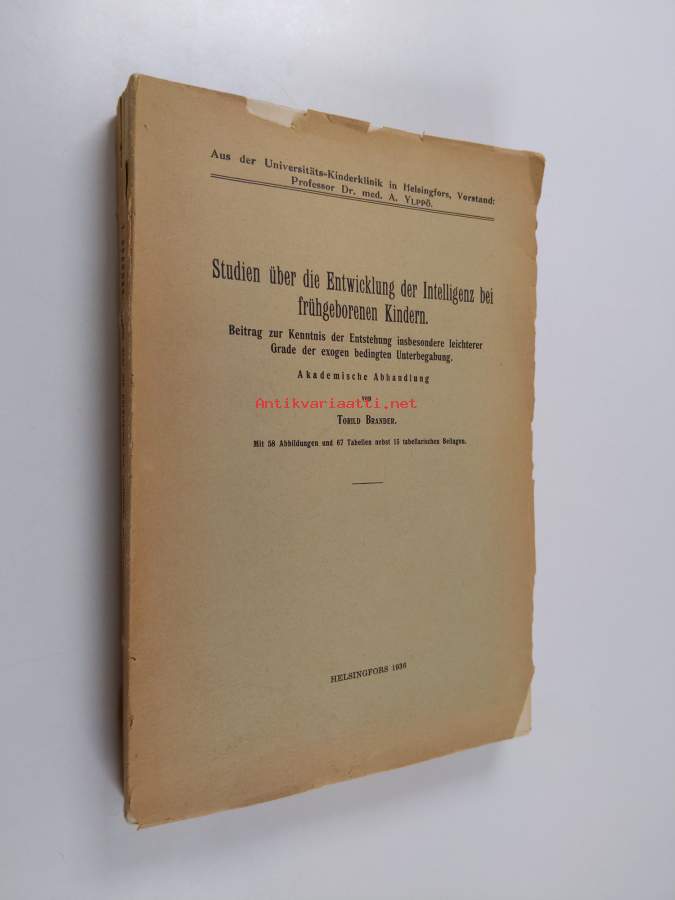 Aus der Universitäts-Kinderklinik in Helsingfors, Vorstand:
Professor Dr. med. A. YLPPÖ.
Studien über die Entwicklung der Intelligenz bei
frühgeborenen Kindern.
Beitrag zur Kenntnis der Entstehung insbesondere leichterer
Grade der exogen bedingten Unterbegabung.
Akademische Abhandlung
von
Antikvariaatti.net
TORILD BRANDER.
Mit 58 Abbildungen und 67 Tabellen nebst 15 tabellarischen Beilagen.
HELSINGFORS 1936